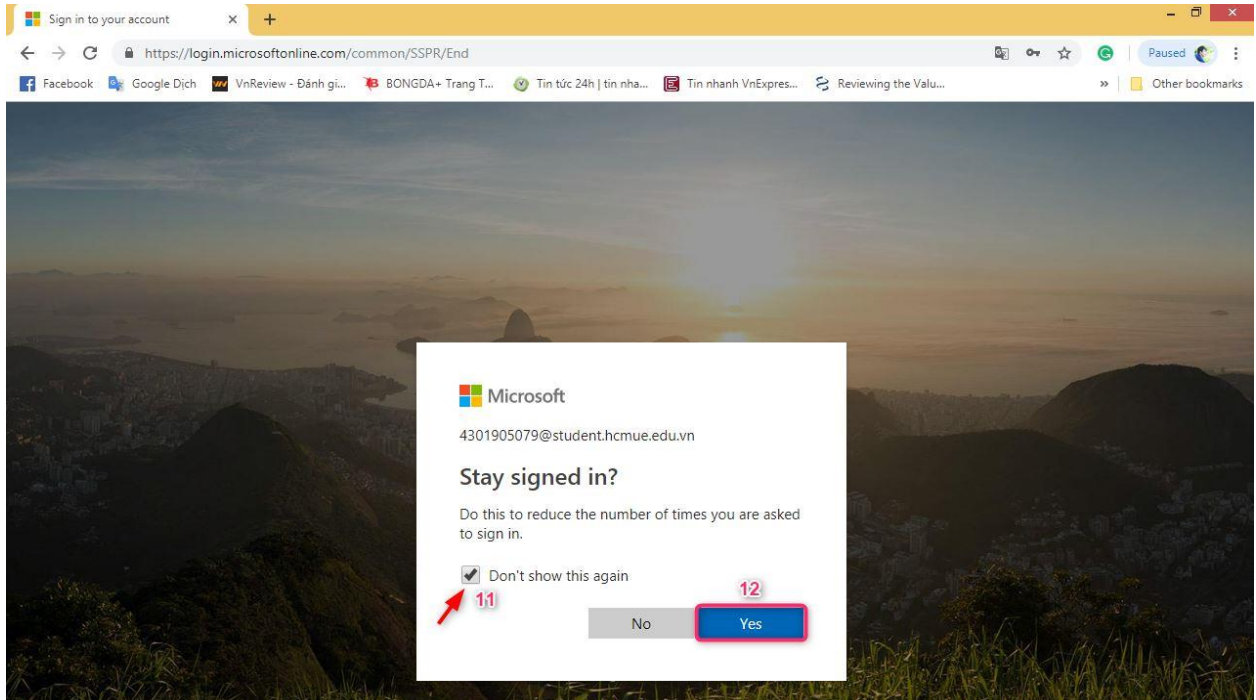 Sign in to your account
https://login.microsoftonline.com/common/SSPR/End
Paused
Facebook Google Dịch VnReview - Đánh gi... BONGDA+ Trang T... Tin tức 24h | tin nha... Tin nhanh VnExpres... Reviewing the Valu... » Other bookmarks
Microsoft
4301905079@student.hcmue.edu.vn
Stay signed in?
Do this to reduce the number of times you are asked
to sign in.
Don't show this again
11
12
No Yes